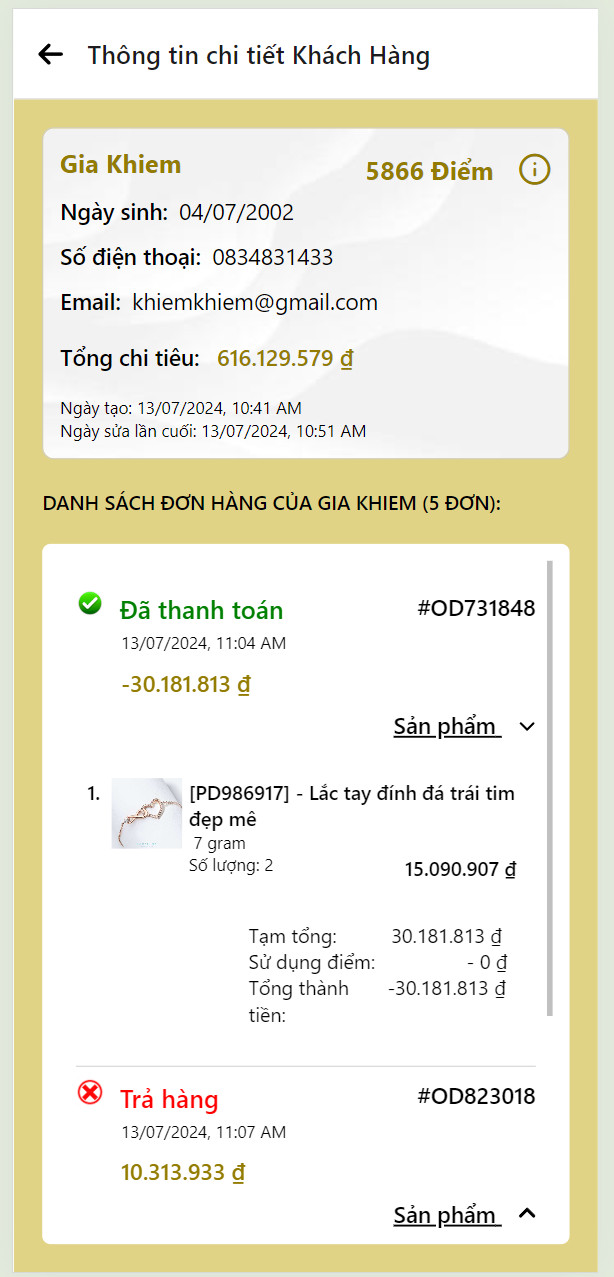 Thông tin chi tiết Khách Hàng
Gia Khiem
5866 Điểm
Ngày sinh: 04/07/2002
Số điện thoại: 0834831433
Email: khiemkhiem@gmail.com
Tổng chi tiêu: 616.129.579 ₫
Ngày tạo: 13/07/2024, 10:41 AM
Ngày sửa lần cuối: 13/07/2024, 10:51 AM
DANH SÁCH ĐƠN HÀNG CỦA GIA KHIEM (5 ĐƠN):
Đã thanh toán #OD731848
13/07/2024, 11:04 AM
-30.181.813 ₫
Sản phẩm
1. [PD986917] - Lắc tay đính đá trái tim
đẹp mê
7 gram
Số lượng: 2 15.090.907 ₫
Tạm tổng: 30.181.813 ₫
Sử dụng điểm: - 0 ₫
Tổng thành -30.181.813 ₫
tiền:
Trả hàng #OD823018
13/07/2024, 11:07 AM
10.313.933 ₫
Sản phẩm